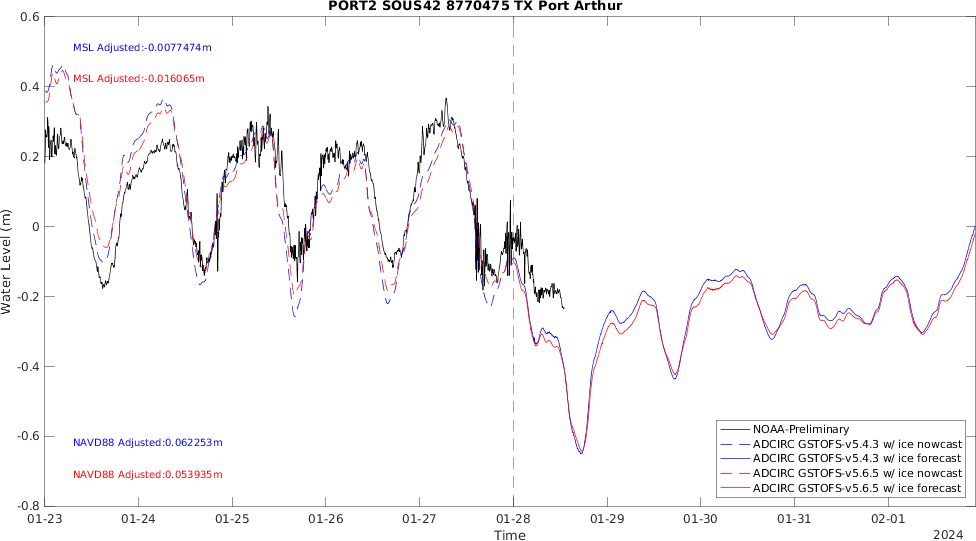 PORT2 SOUS42 8770475 TX Port Arthur
MSL Adjusted:-0.0077474m
MSL Adjusted:-0.016065m
NAVD88 Adjusted:0.062253m
NAVD88 Adjusted:0.053935m
Water Level (m)
0.6
0.4
0.2
0
-0.2
-0.4
-0.6
-0.8
NOAA-Preliminary
ADCIRC GSTOFS-v5.4.3 w/ ice nowcast
ADCIRC GSTOFS-v5.4.3 w/ ice forecast
ADCIRC GSTOFS-v5.6.5 w/ ice nowcast
ADCIRC GSTOFS-v5.6.5 w/ ice forecast
01-23 01-24 01-25 01-26 01-27 01-28 01-29 01-30 01-31 02-01
Time
2024